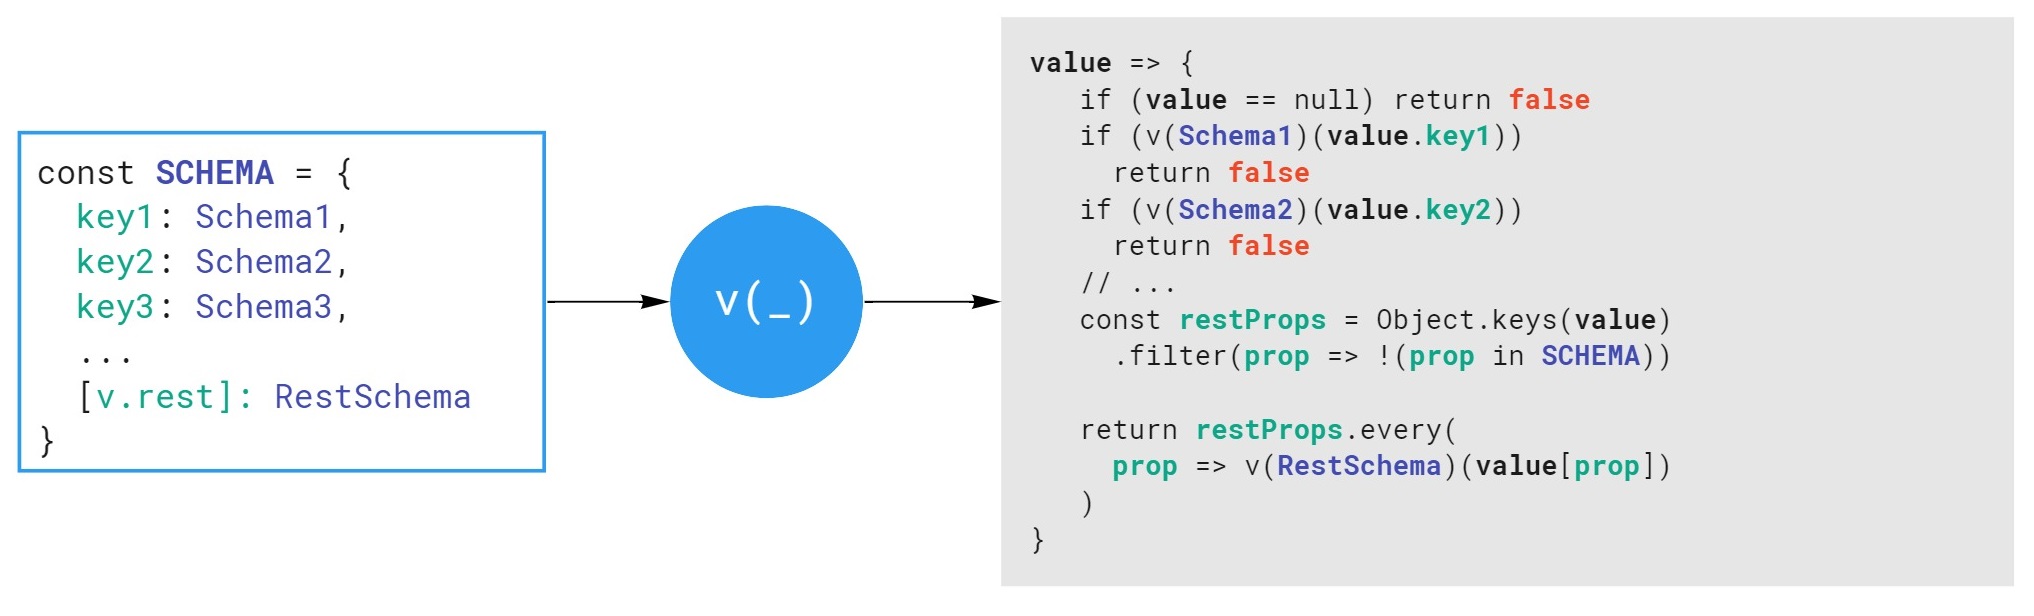 const SCHEMA = {
  key1: Schema1,
  key2: Schema2,
  key3: Schema3,
  ...
  [v.rest]: RestSchema
}
v(_)
value => {
   if (value == null) return false
   if (v(Schema1)(value.key1))
     return false
   if (v(Schema2)(value.key2))
     return false
   // ...
   const restProps = Object.keys(value)
     .filter(prop => !(prop in SCHEMA))
   return restProps.every(
     prop => v(RestSchema)(value[prop])
   )
}